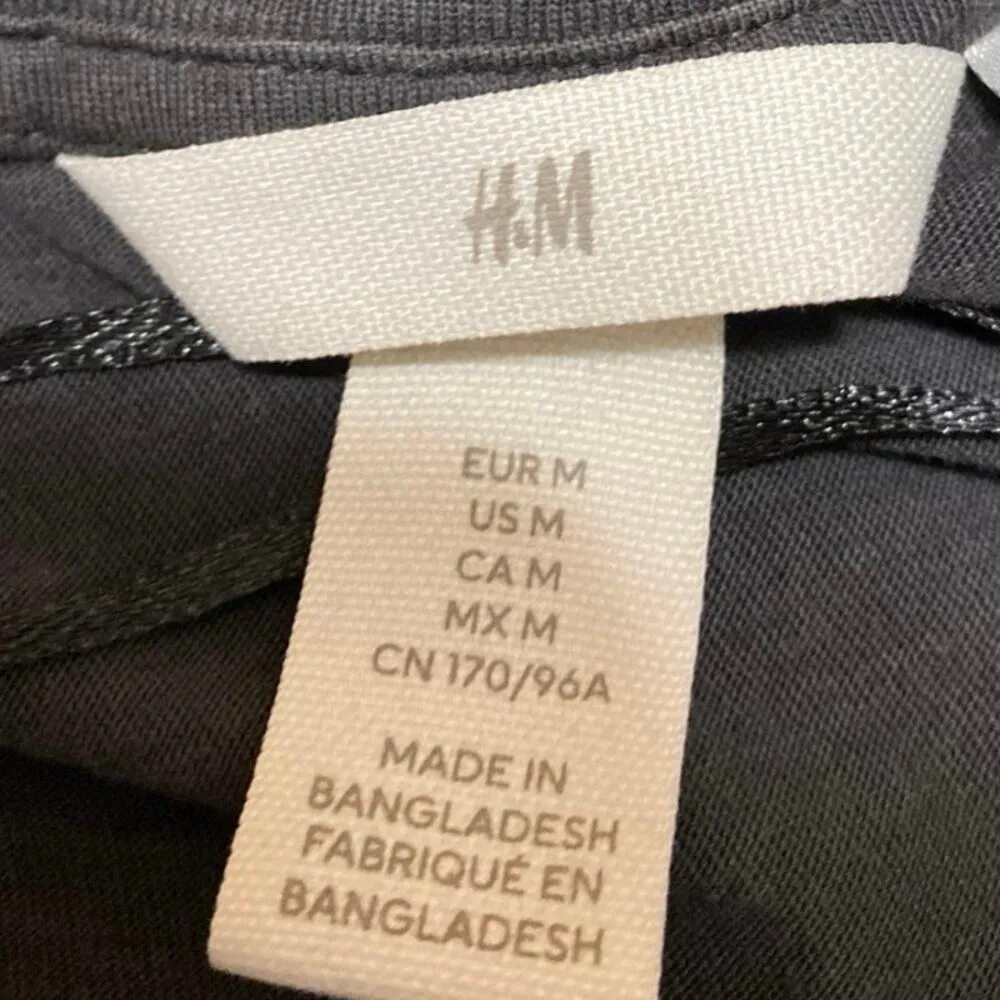 H&M
EUR M
US M
CA M
MX M
CN 170/96A
MADE IN
BANGLADESH
FABRIQUÉ EN
BANGLADESH